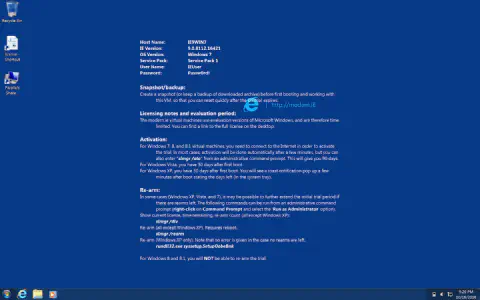 Recycle Bin
Host Name: IE9WIN7
IE Version: 9.0.8112.16421
OS Version: Windows 7
Service Pack: Service Pack 1
User Name: IEUser
Password: Passw0rd!
Snapshot/backup:
Create a snapshot (or keep a backup of downloaded archive) before first booting and working with
this VM, so that you can reset quickly after the
http://modern.IE
Licensing notes and evaluation period:
The modern.ie virtual machines use evaluation versions of Microsoft Windows, and are therefore time
limited. You can find a link to the full license on the desktop.
Activation:
For Windows 7, 8, and 8.1 virtual machines, you need to connect to the Internet in order to activate
the trial. In most cases, activation will be done automatically after a few minutes, but you can
also enter "slmgr /ato" from an administrative command prompt. This will give you 90 days.
For Windows Vista, you have 30 days after first boot.
For Windows XP, you have 30 days after first boot. You will see a toast notification pop up a few
minutes after boot stating the days left (in the system tray).
Re-arm:
In some cases (Windows XP, Vista, and 7), it may be possible to further extend the initial trial period if
there are rearms left. The following commands can be run from an administrative command
prompt (right-click on Command Prompt and select the 'Run as Administrator' option).
Show current license, time remaining, re-arm count (all except Windows XP):
slmgr /dlv
Re-arm (all except Windows XP). Requires reboot.
slmgr /rearm
Re-arm (Windows XP only). Note that no error is given in the case no rearms are left.
rundll32.exe syssetup,SetupOobeBnk
For Windows 8 and 8.1, you will NOT be able to re-arm the trial.